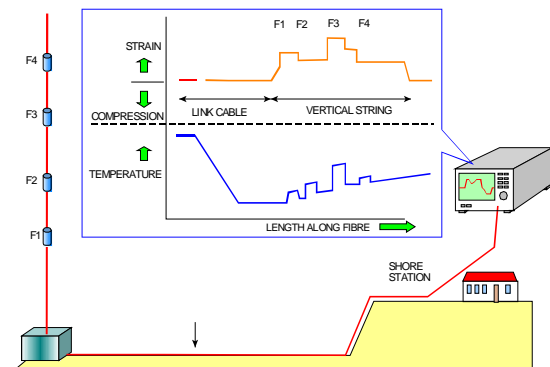 F1 F2 F3 F4
STRAIN
COMPRESSION
LINK CABLE
VERTICAL STRING
TEMPERATURE
LENGTH ALONG FIBRE
F4
F3
F2
F1
SHORE
STATION